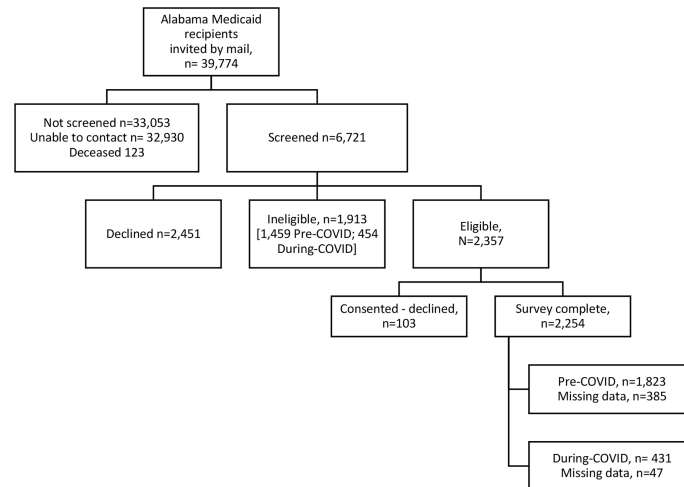 Alabama Medicaid
recipients
invited by mail,
n= 39,774
Not screened n=33,053
Unable to contact n= 32,930
Deceased 123
Screened n=6,721
Declined n=2,451
Ineligible, n=1,913
[1,459 Pre-COVID; 454
During-COVID]
Eligible,
N=2,357
Consented - declined,
n=103
Survey complete,
n=2,254
Pre-COVID, n=1,823
Missing data, n=385
During-COVID, n= 431
Missing data, n=47